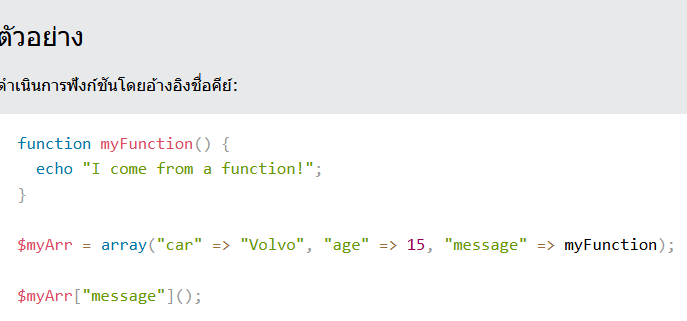 ตัวอย่าง
ดำเนินการฟังก์ชันโดยอ้างอิงชื่อคีย์:
function myFunction() {
  echo "I come from a function!";
}
$myArr = array("car" => "Volvo", "age" => 15, "message" => myFunction);
$myArr["message"]();